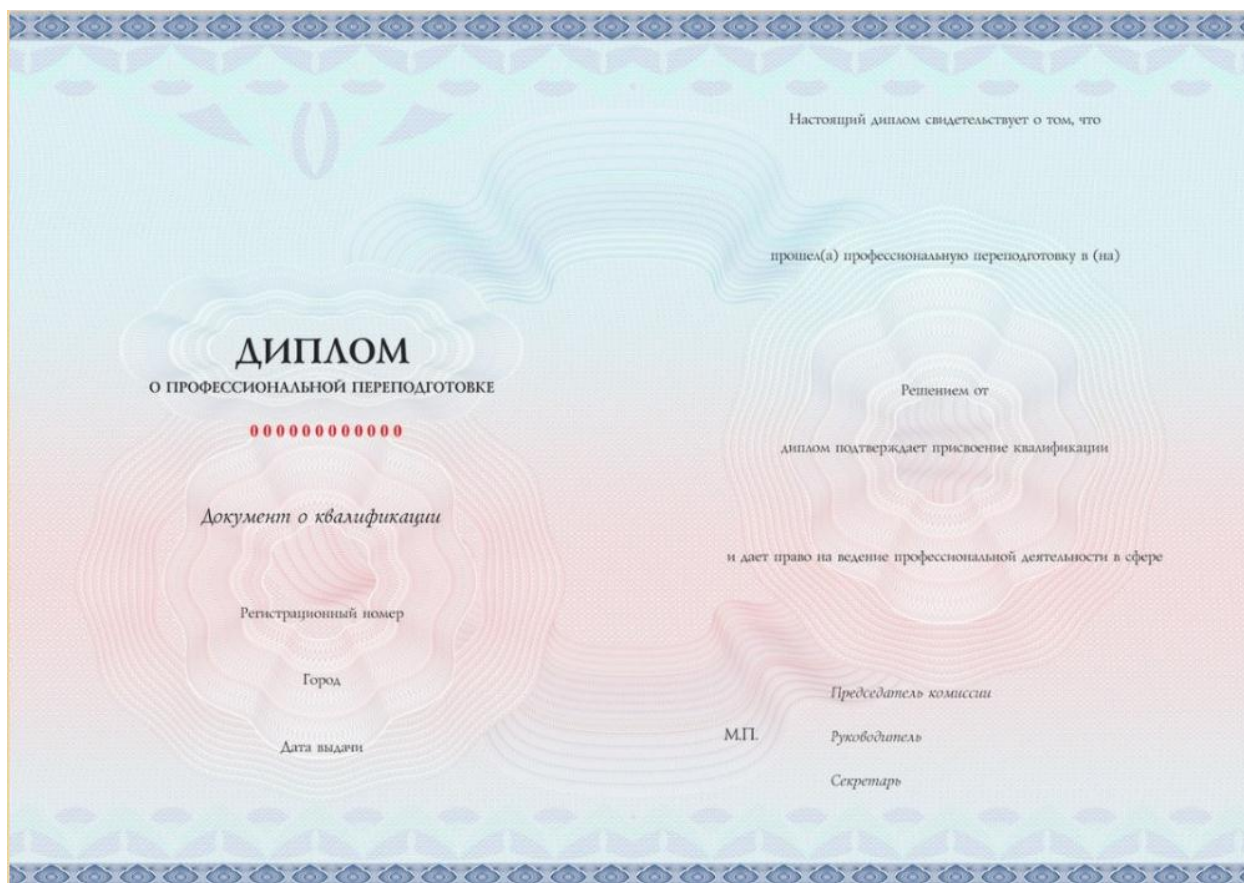 ДИПЛОМ
О ПРОФЕССИОНАЛЬНОЙ ПЕРЕПОДГОТОВКЕ
000000000000
Документ о квалификации
Регистрационный номер
Город
Дата выдачи
Настоящий диплом свидетельствует о том, что
прошел(а) профессиональную переподготовку в (на)
Решением от
диплом подтверждает присвоение квалификации
и дает право на ведение профессиональной деятельности в сфере
Председатель комиссии
М.П. Руководитель
Секретарь